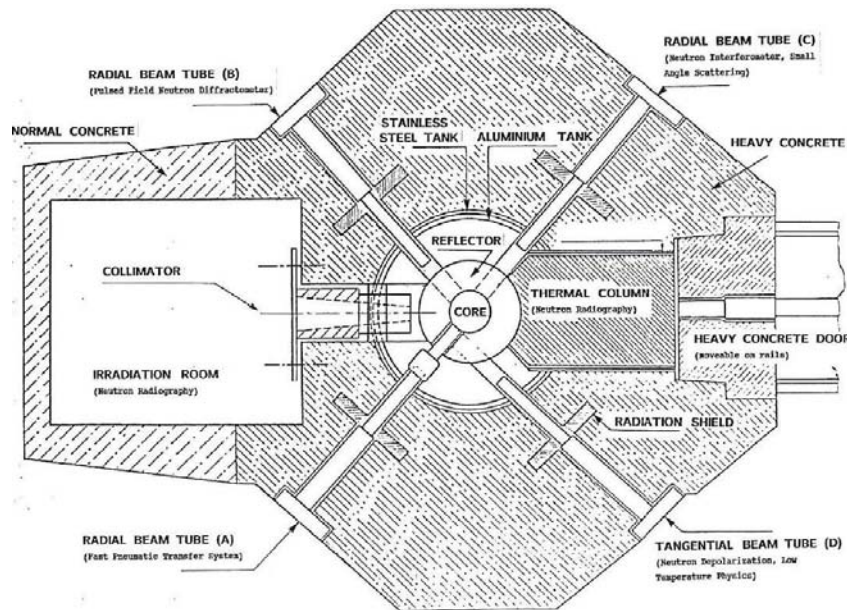 RADIAL BEAM TUBE (C)
(Neutron Interferometer, Small
Angle Scattering)
RADIAL BEAM TUBE (B)
(Pulsed Field Neutron Diffractometer)
NORMAL CONCRETE
STAINLESS
STEEL TANK
ALUMINIUM TANK
HEAVY CONCRETE
REFLECTOR
COLLIMATOR
THERMAL COLUMN
(Neutron Radiography)
CORE
HEAVY CONCRETE DOOR
(moveable on rails)
IRRADIATION ROOM
(Neutron Radiography)
RADIATION SHIELD
RADIAL BEAM TUBE (A)
(Fast Pneumatic Transfer System)
TANGENTIAL BEAM TUBE (D)
(Neutron Depolarization, Low
Temperature Physics)